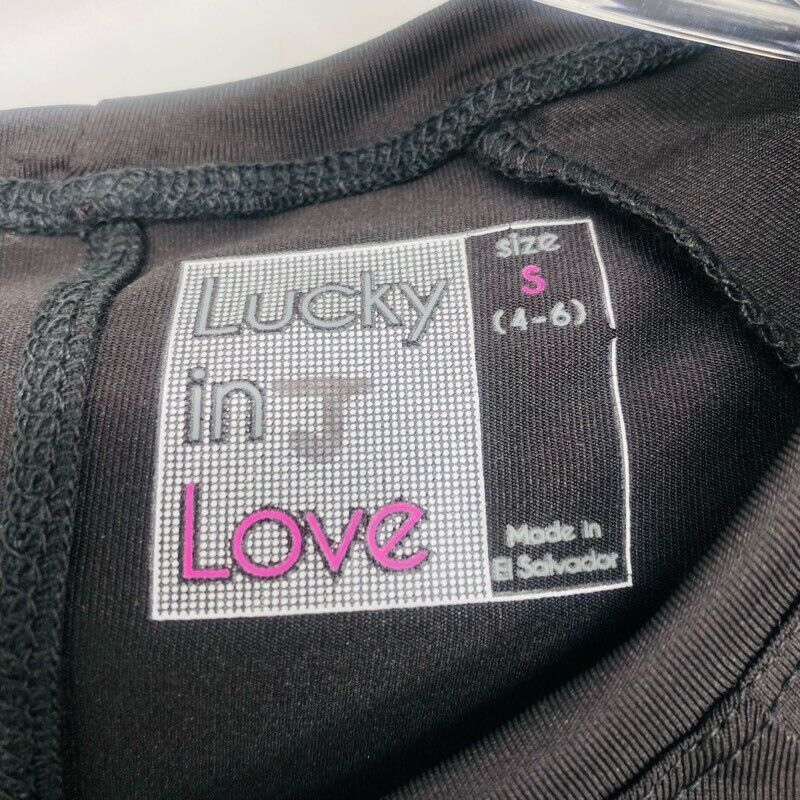 Lucky
in J
Love
size
S
(4-6)
Made in
El Salvador